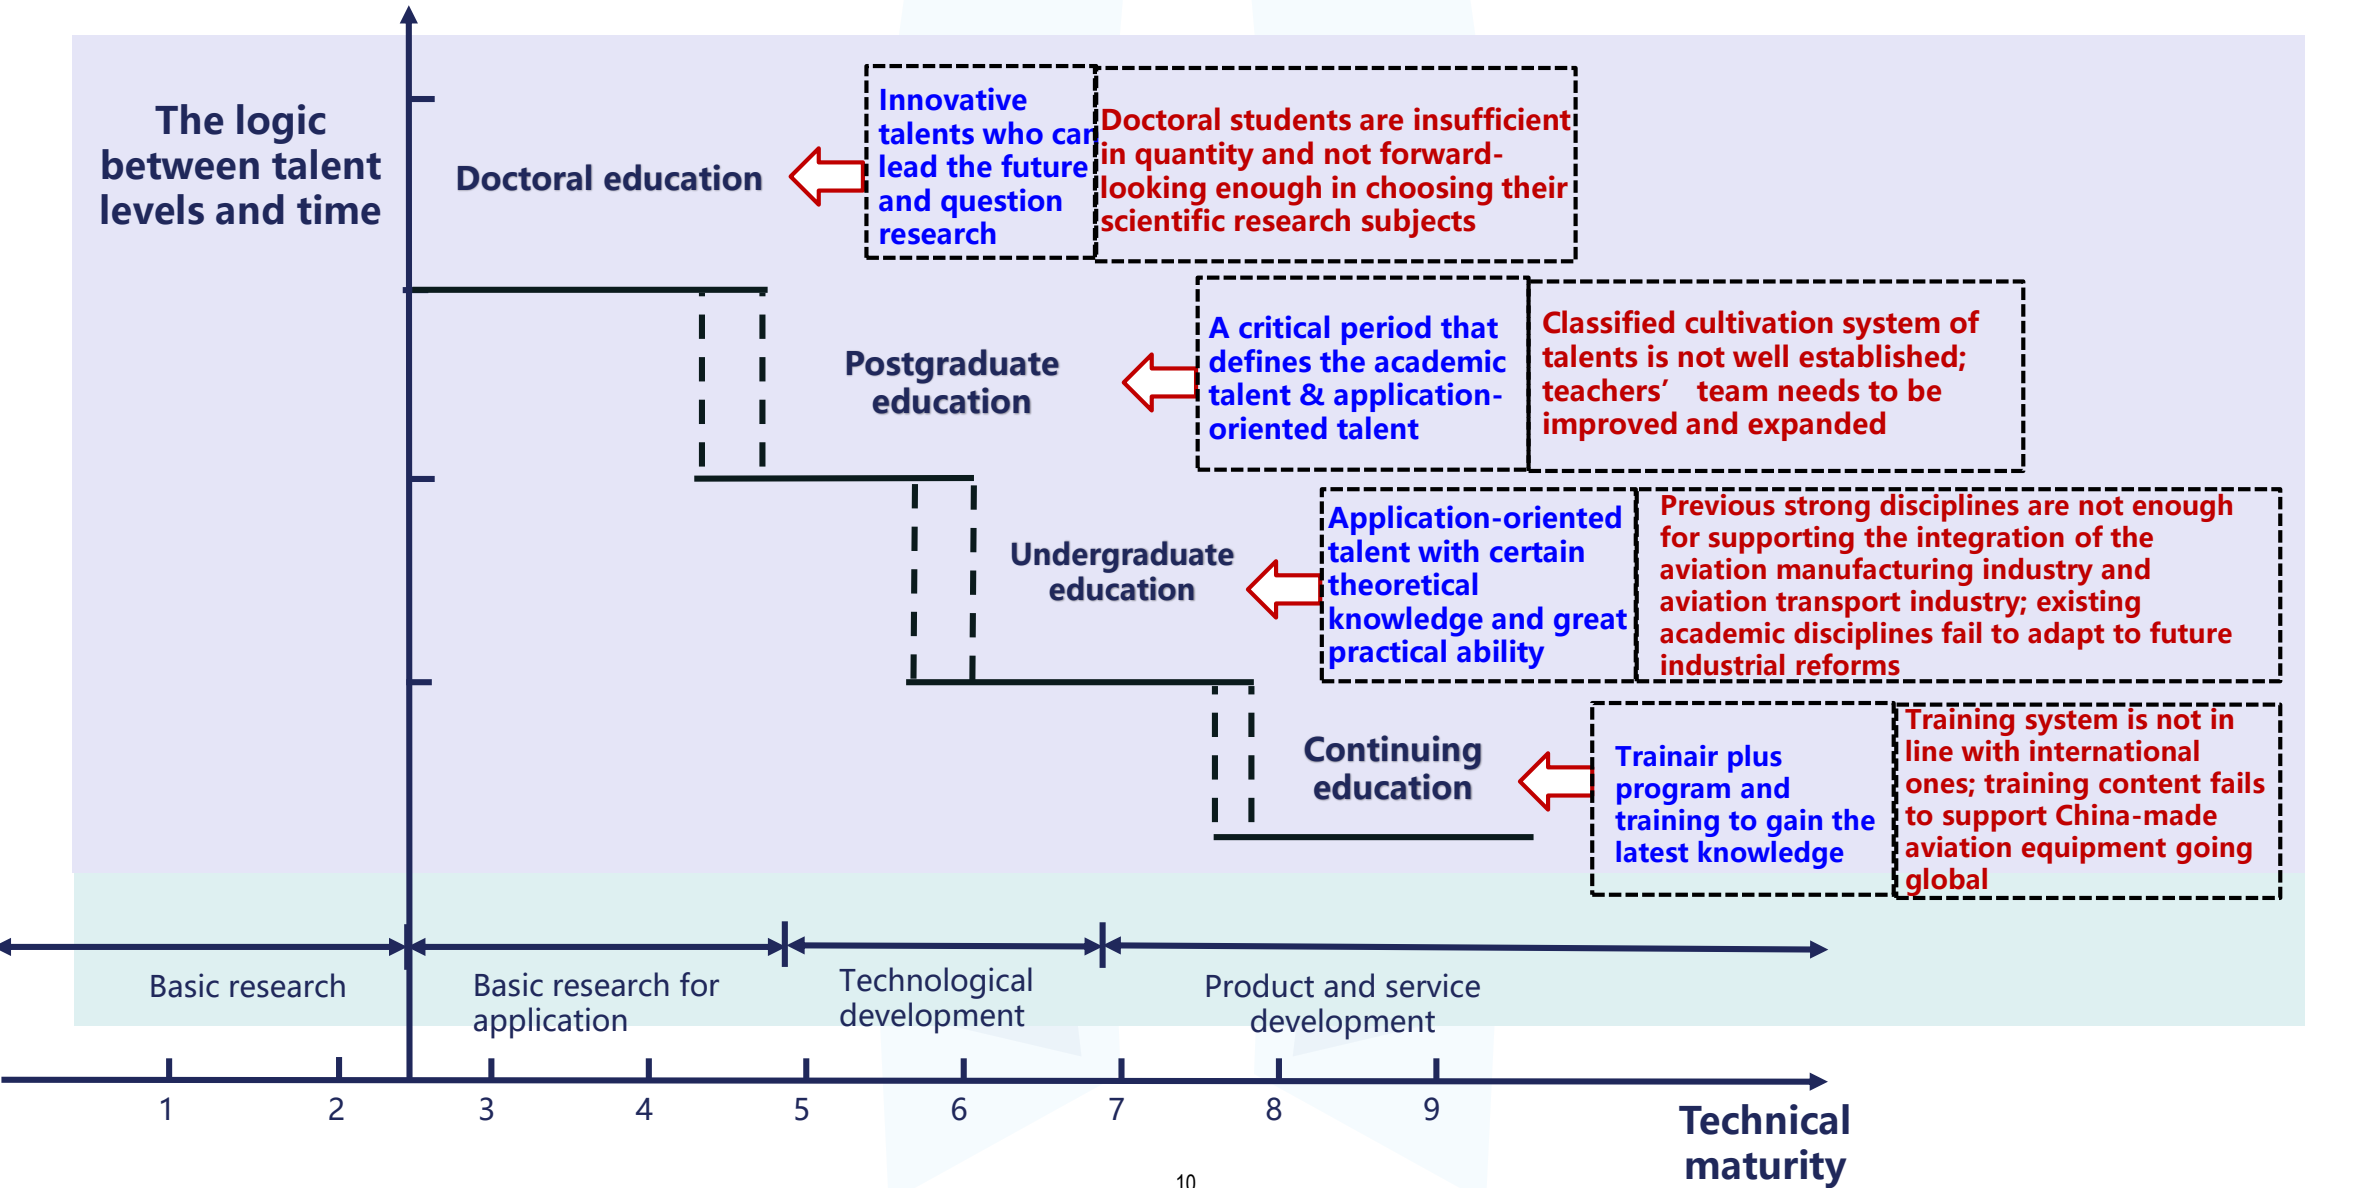 The logic
between talent
levels and time
Doctoral education
Innovative
talents who can
lead the future
and question
research
Doctoral students are insufficient
in quantity and not forward-
looking enough in choosing their
scientific research subjects
Postgraduate
education
A critical period that
defines the academic
talent & application-
oriented talent
Classified cultivation system of
talents is not well established;
teachers’ team needs to be
improved and expanded
Undergraduate
education
Application-oriented
talent with certain
theoretical
knowledge and great
practical ability
Previous strong disciplines are not enough
for supporting the integration of the
aviation manufacturing industry and
aviation transport industry; existing
academic disciplines fail to adapt to future
industrial reforms
Continuing
education
Trainair plus
program and
training to gain the
latest knowledge
Training system is not in
line with international
ones; training content fails
to support China-made
aviation equipment going
global
Basic research
Basic research for
application
Technological
development
Product and service
development
1 2 3 4 5 6 7 8 9
Technical
maturity
10